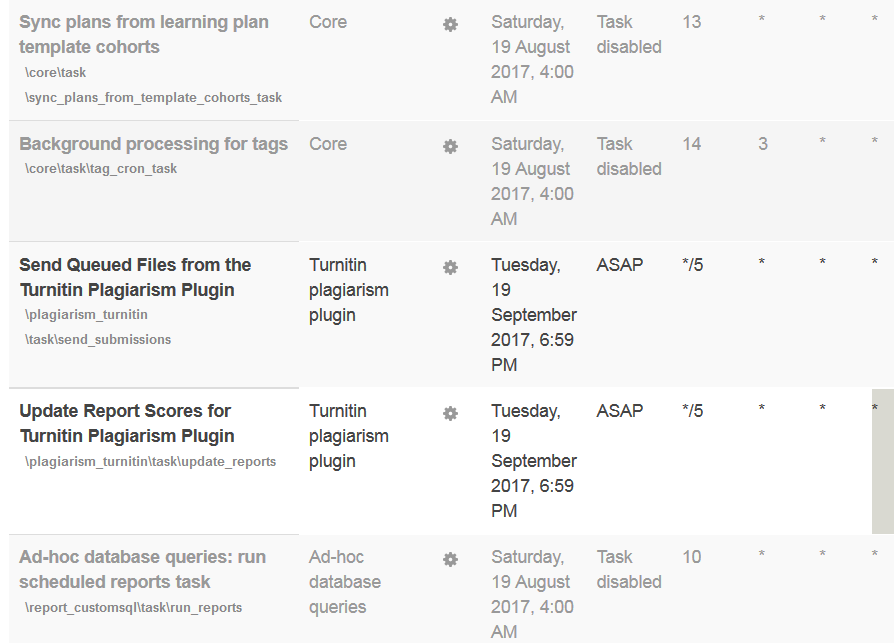 Sync plans from learning plan
template cohorts
\core\task
\sync_plans_from_template_cohorts_task
Core
Saturday,
19 August
2017, 4:00
AM
Task
disabled
13
*
*
*
Background processing for tags
\core\task\tag_cron_task
Core
Saturday,
19 August
2017, 4:00
AM
Task
disabled
14
3
*
*
Send Queued Files from the
Turnitin Plagiarism Plugin
\plagiarism_turnitin
\task\send_submissions
Turnitin
plagiarism
plugin
Tuesday,
19
September
2017, 6:59
PM
ASAP
*/5
*
*
*
Update Report Scores for
Turnitin Plagiarism Plugin
\plagiarism_turnitin\task\update_reports
Turnitin
plagiarism
plugin
Tuesday,
19
September
2017, 6:59
PM
ASAP
*/5
*
*
*
Ad-hoc database queries: run
scheduled reports task
\report_customsql\task\run_reports
Ad-hoc
database
queries
Saturday,
19 August
2017, 4:00
AM
Task
disabled
10
*
*
*